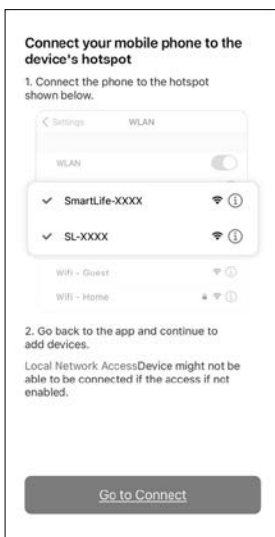 Connect your mobile phone to the
device's hotspot
1. Connect the phone to the hotspot
shown below.
Settings WLAN
WLAN
SmartLife-XXXX
SL-XXXX
Wifi - Guest
Wifi - Home
2. Go back to the app and continue to
add devices.
Local Network AccessDevice might not be
able to be connected if the access if not
enabled.
Go to Connect